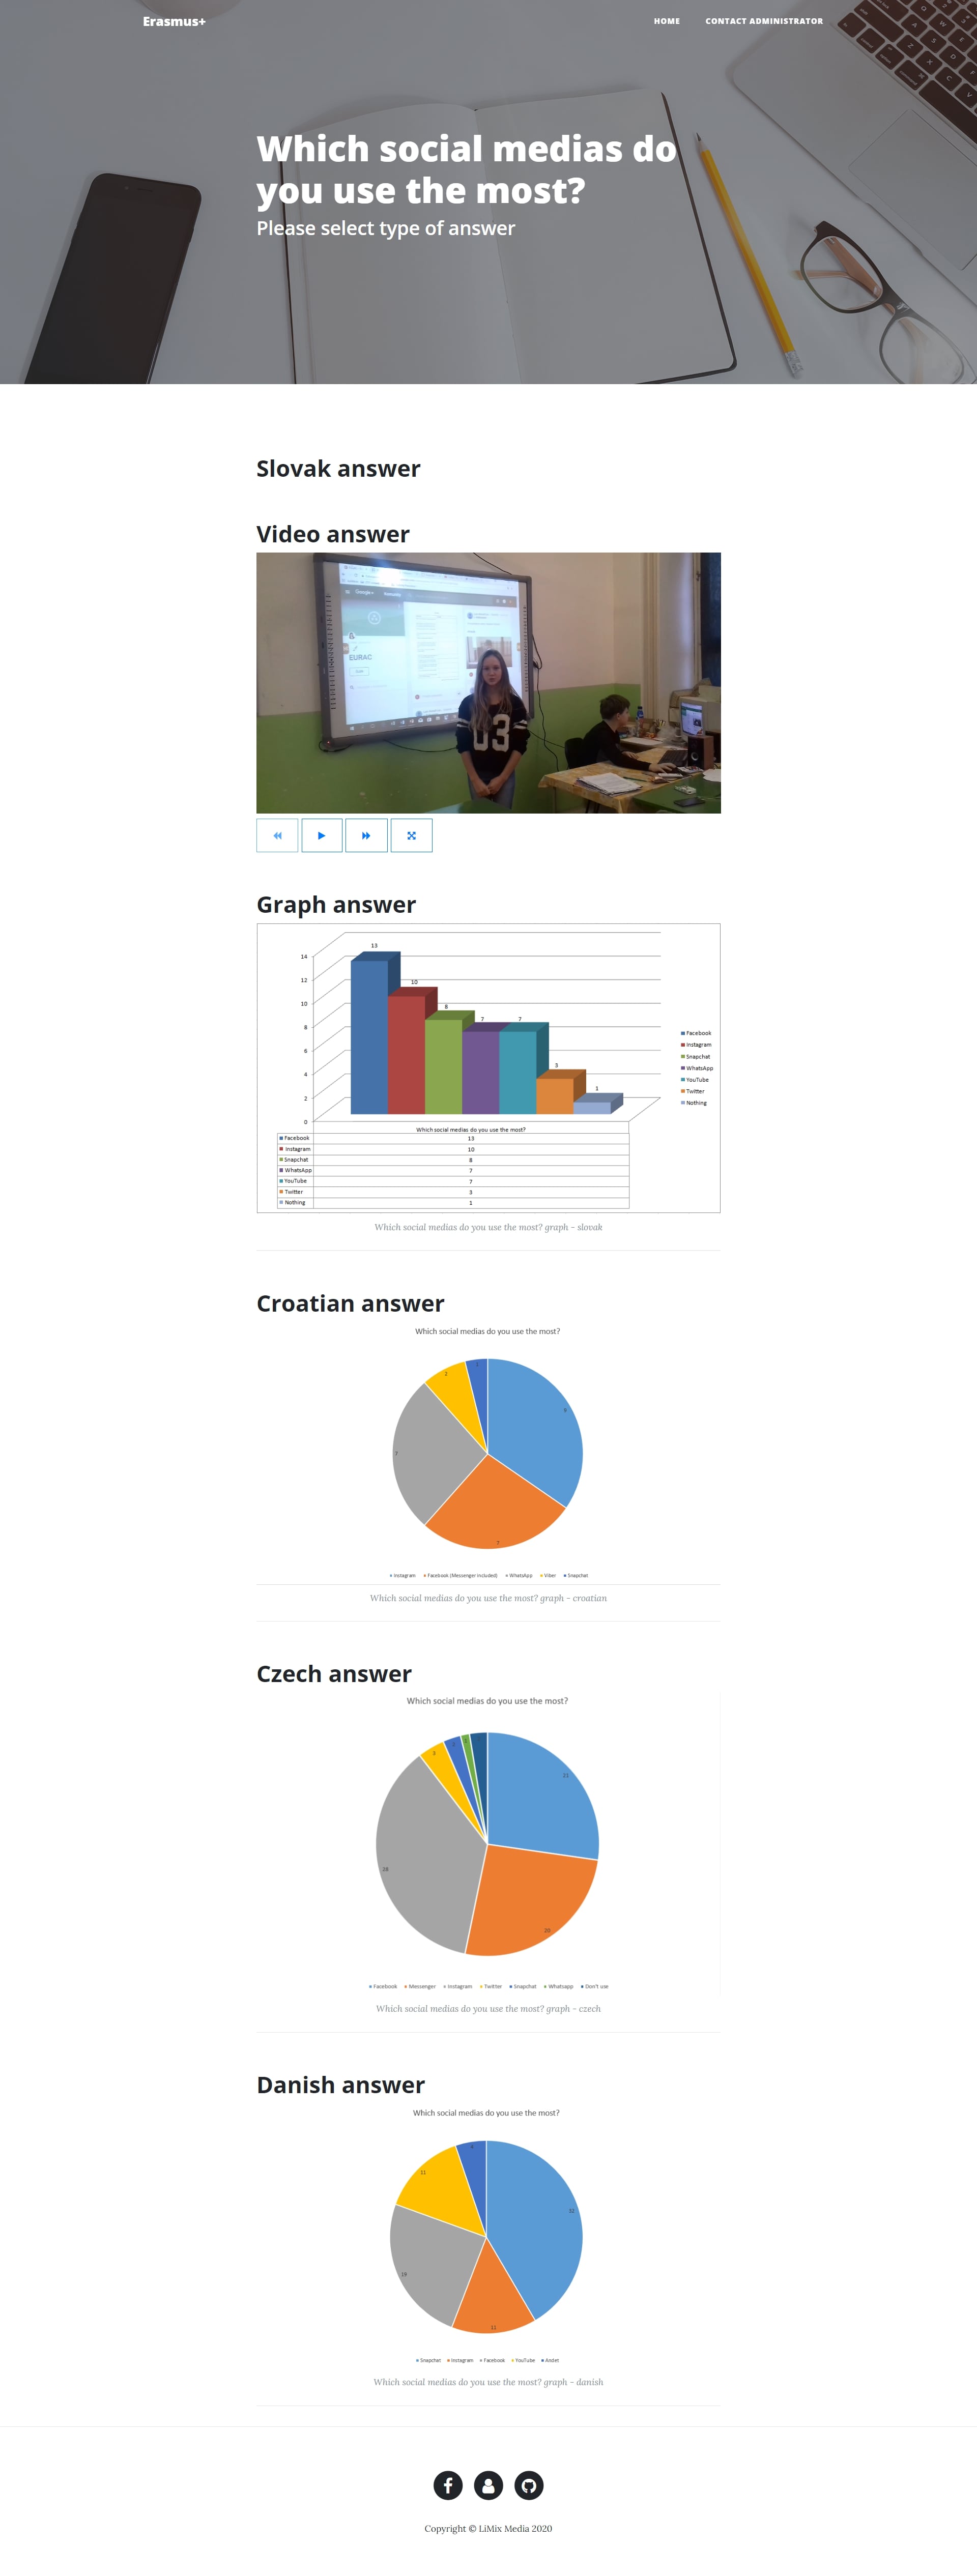 Erasmus+
HOME
CONTACT ADMINISTRATOR
Which social medias do
you use the most?
Please select type of answer
Slovak answer
Video answer
Google+
EURAC
03
Graph answer
13
10
8
7
7
3
1
14
12
10
8
6
4
2
0
Facebook
Instagram
Snapchat
WhatsApp
YouTube
Twitter
Nothing
Which social medias do you use the most?
Facebook 13
Instagram 10
Snapchat 8
WhatsApp 7
YouTube 7
Twitter 3
Nothing 1
Which social medias do you use the most? graph - slovak
Croatian answer
Which social medias do you use the most?
2
7
7
Instagram Facebook (Messenger Included) WhatsApp Viber Snapchat
Which social medias do you use the most? graph - croatian
Czech answer
Which social medias do you use the most?
3
21
28
20
Facebook Messenger Instagram Twitter Snapchat Whatsapp Don't use
Which social medias do you use the most? graph - czech
Danish answer
Which social medias do you use the most?
11
32
19
11
Snapchat Instagram Facebook YouTube Andet
Which social medias do you use the most? graph - danish
Copyright © LiMix Media 2020